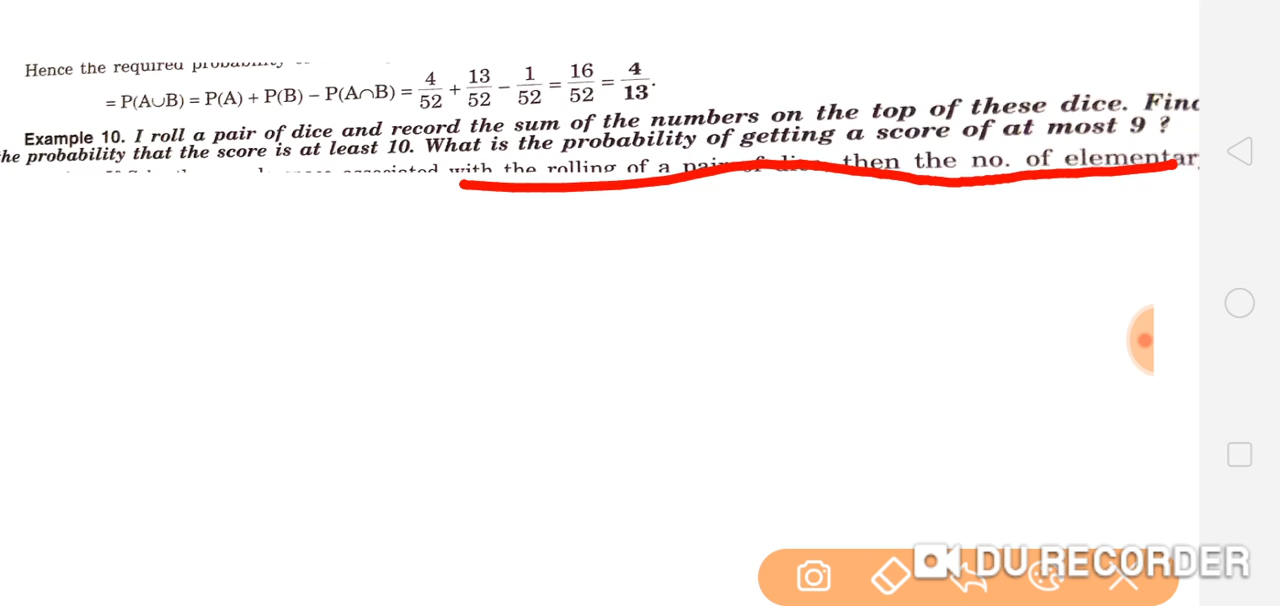 Hence the required
= P(A∪B) = P(A) + P(B) − P(A∩B) = 4/52 + 13/52 − 1/52 = 16/52 = 4/13.
Example 10. I roll a pair of dice and record the sum of the numbers on the top of these dice. Find
he probability that the score is at least 10. What is the probability of getting a score of at most 9 ?
with the rolling of a then the no. of elementar
DU RECORDER